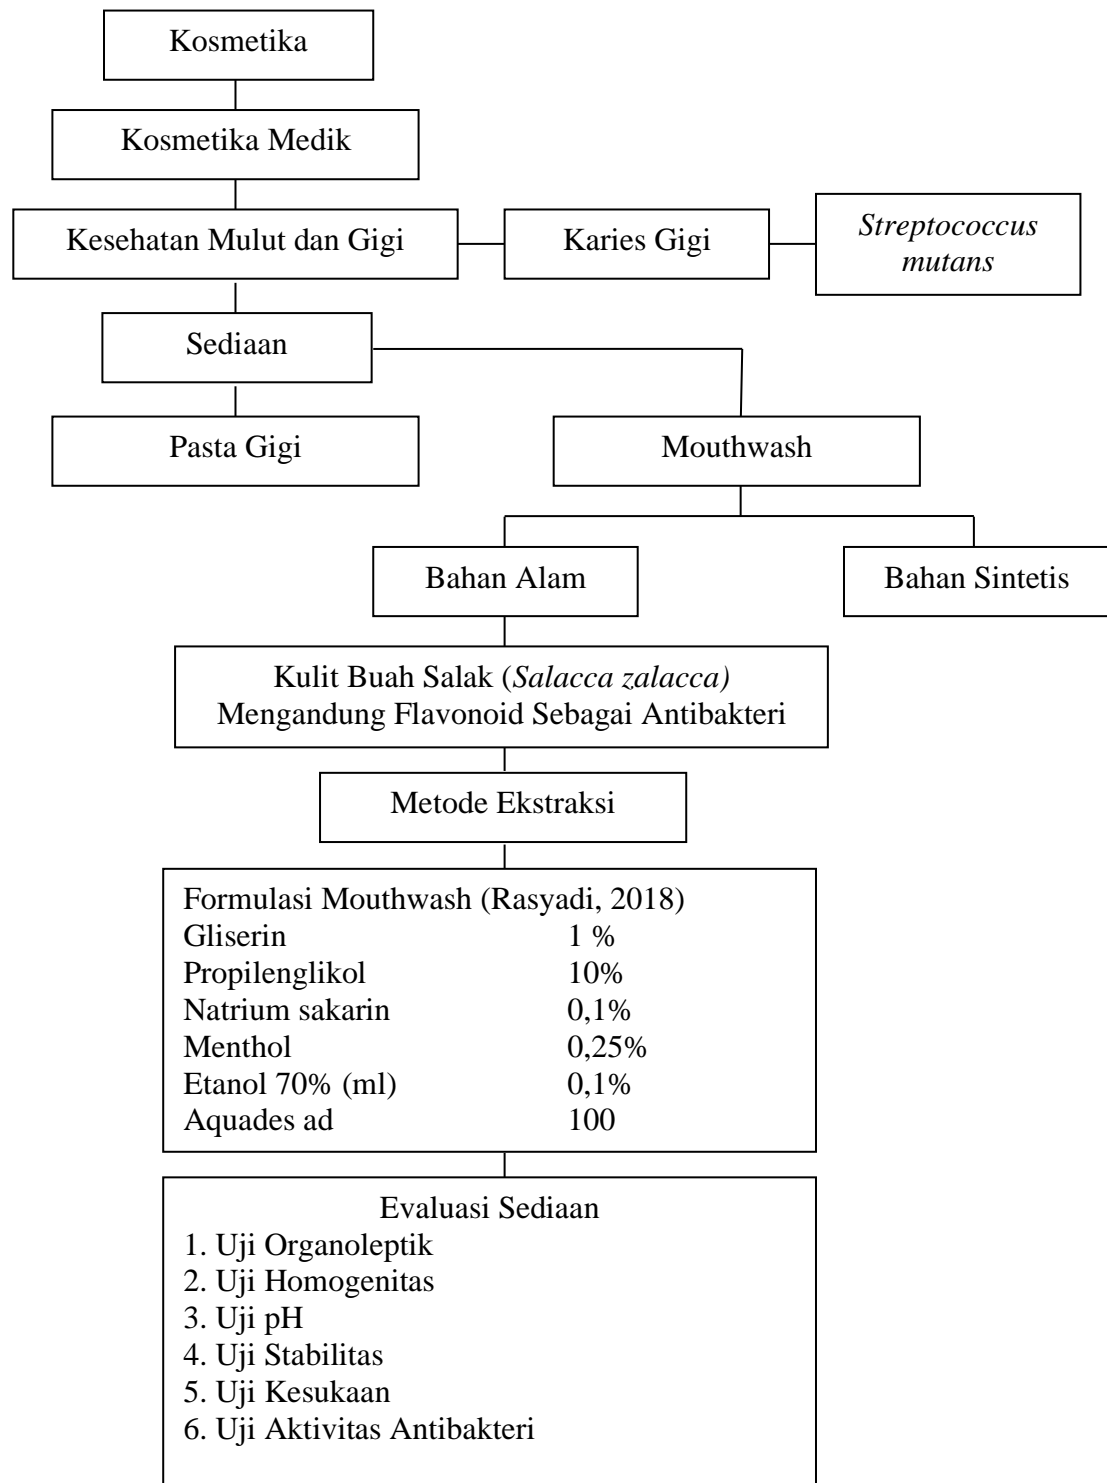 Kosmetika
Kosmetika Medik
Kesehatan Mulut dan Gigi
Karies Gigi
Streptococcus
mutans
Sediaan
Pasta Gigi
Mouthwash
Bahan Alam
Bahan Sintetis
Kulit Buah Salak (Salacca zalacca)
Mengandung Flavonoid Sebagai Antibakteri
Metode Ekstraksi
Formulasi Mouthwash (Rasyadi, 2018)
Gliserin 1 %
Propilenglikol 10%
Natrium sakarin 0,1%
Menthol 0,25%
Etanol 70% (ml) 0,1%
Aquades ad 100
Evaluasi Sediaan
1. Uji Organoleptik
2. Uji Homogenitas
3. Uji pH
4. Uji Stabilitas
5. Uji Kesukaan
6. Uji Aktivitas Antibakteri